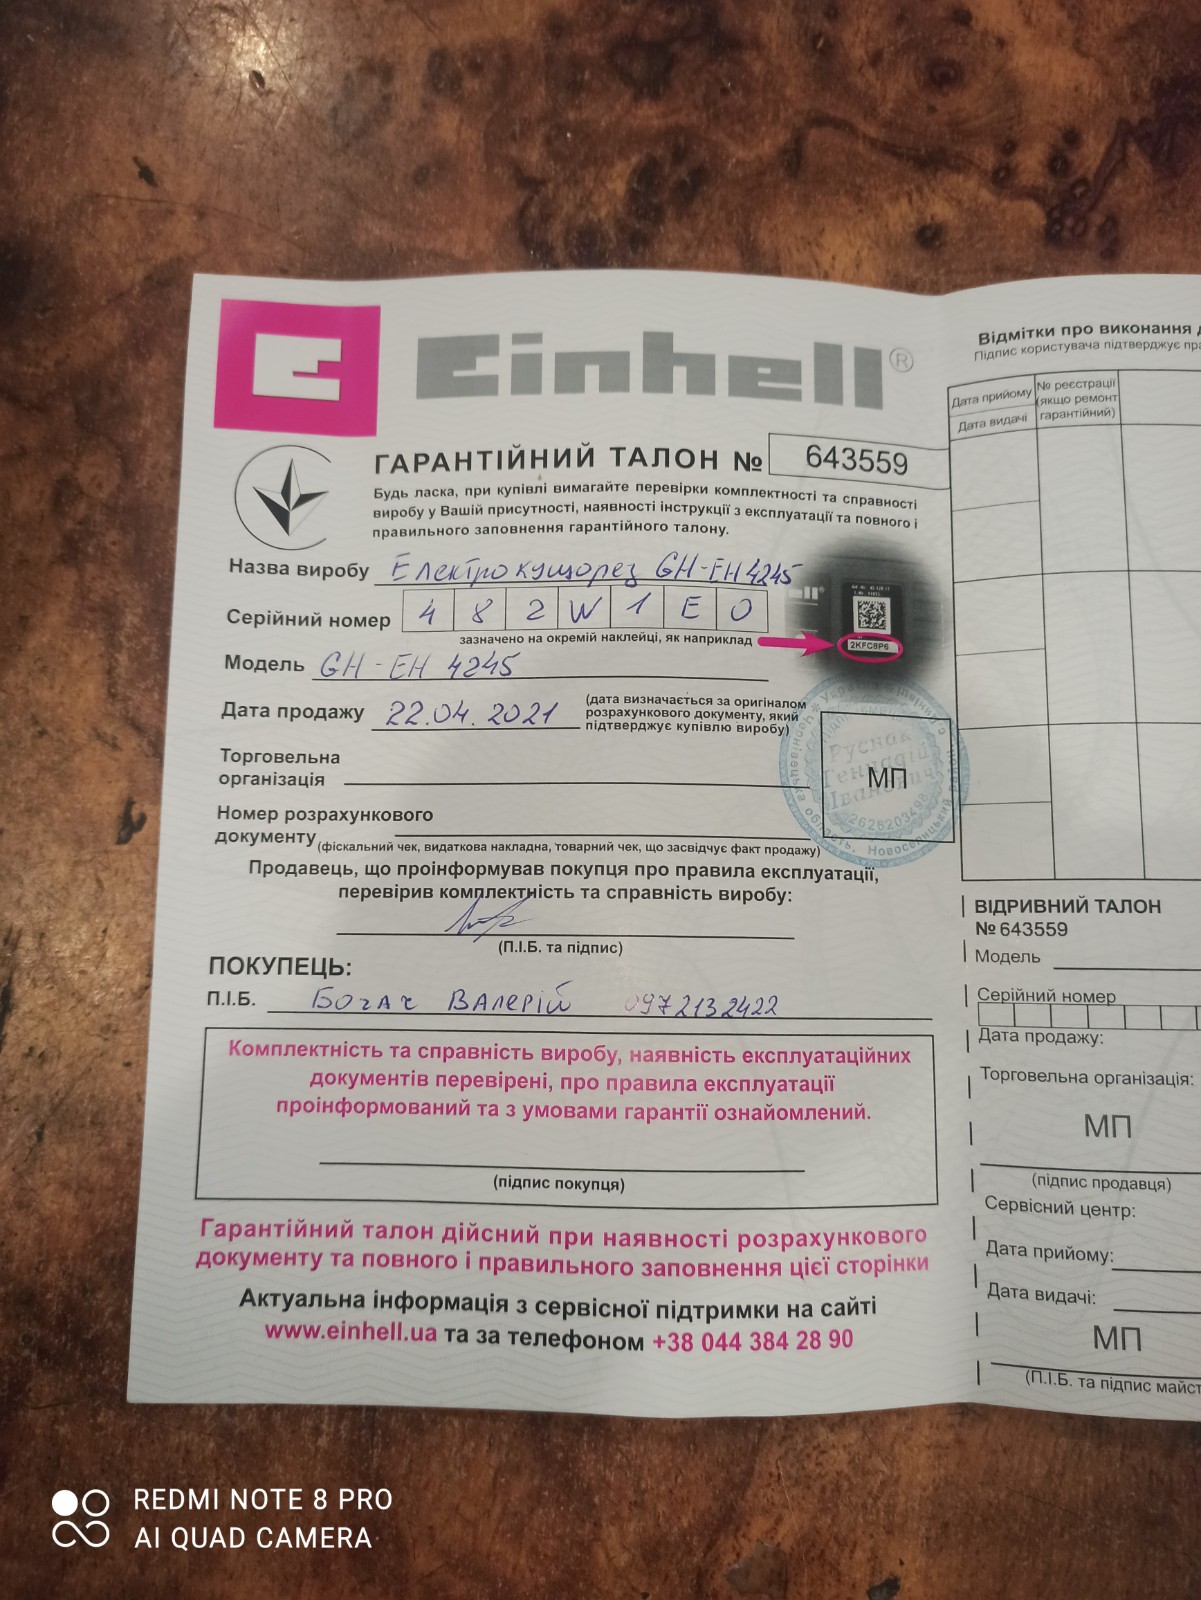 Einhell®
ГАРАНТІЙНИЙ ТАЛОН № 643559
Будь ласка, при купівлі вимагайте перевірки комплектності та справності
виробу у Вашій присутності, наявності інструкції з експлуатації та повного і
правильного заповнення гарантійного талону.
Назва виробу Електрокущорез GH-EH 4245
Серійний номер 4 8 2 W 1 E 0
зазначено на окремій наклейці, як наприклад
2KFC8P6
Модель GH-EH 4245
Дата продажу 22.04.2021
(дата визначається за оригіналом
розрахункового документу, який
підтверджує купівлю виробу)
Торговельна
організація
МП
Руснак
Геннадій
Іванович
2626203498
Номер розрахункового
документу
(фіскальний чек, видаткова накладна, товарний чек, що засвідчує факт продажу)
Продавець, що проінформував покупця про правила експлуатації,
перевірив комплектність та справність виробу:
(П.І.Б. та підпис)
ПОКУПЕЦЬ:
П.І.Б. Богач Валерій 0972132422
Комплектність та справність виробу, наявність експлуатаційних
документів перевірені, про правила експлуатації
проінформований та з умовами гарантії ознайомлений.
(підпис покупця)
Гарантійний талон дійсний при наявності розрахункового
документу та повного і правильного заповнення цієї сторінки
Актуальна інформація з сервісної підтримки на сайті
www.einhell.ua та за телефоном +38 044 384 28 90
Відмітки про виконання
Підпис користувача підтверджує
Дата прийому
Дата видачі
№ реєстрації
(якщо ремонт
гарантійний)
ВІДРИВНИЙ ТАЛОН
№ 643559
Модель
Серійний номер
Дата продажу:
Торговельна організація:
МП
(підпис продавця)
Сервісний центр:
Дата прийому:
Дата видачі:
МП
(П.І.Б. та підпис
REDMI NOTE 8 PRO
AI QUAD CAMERA